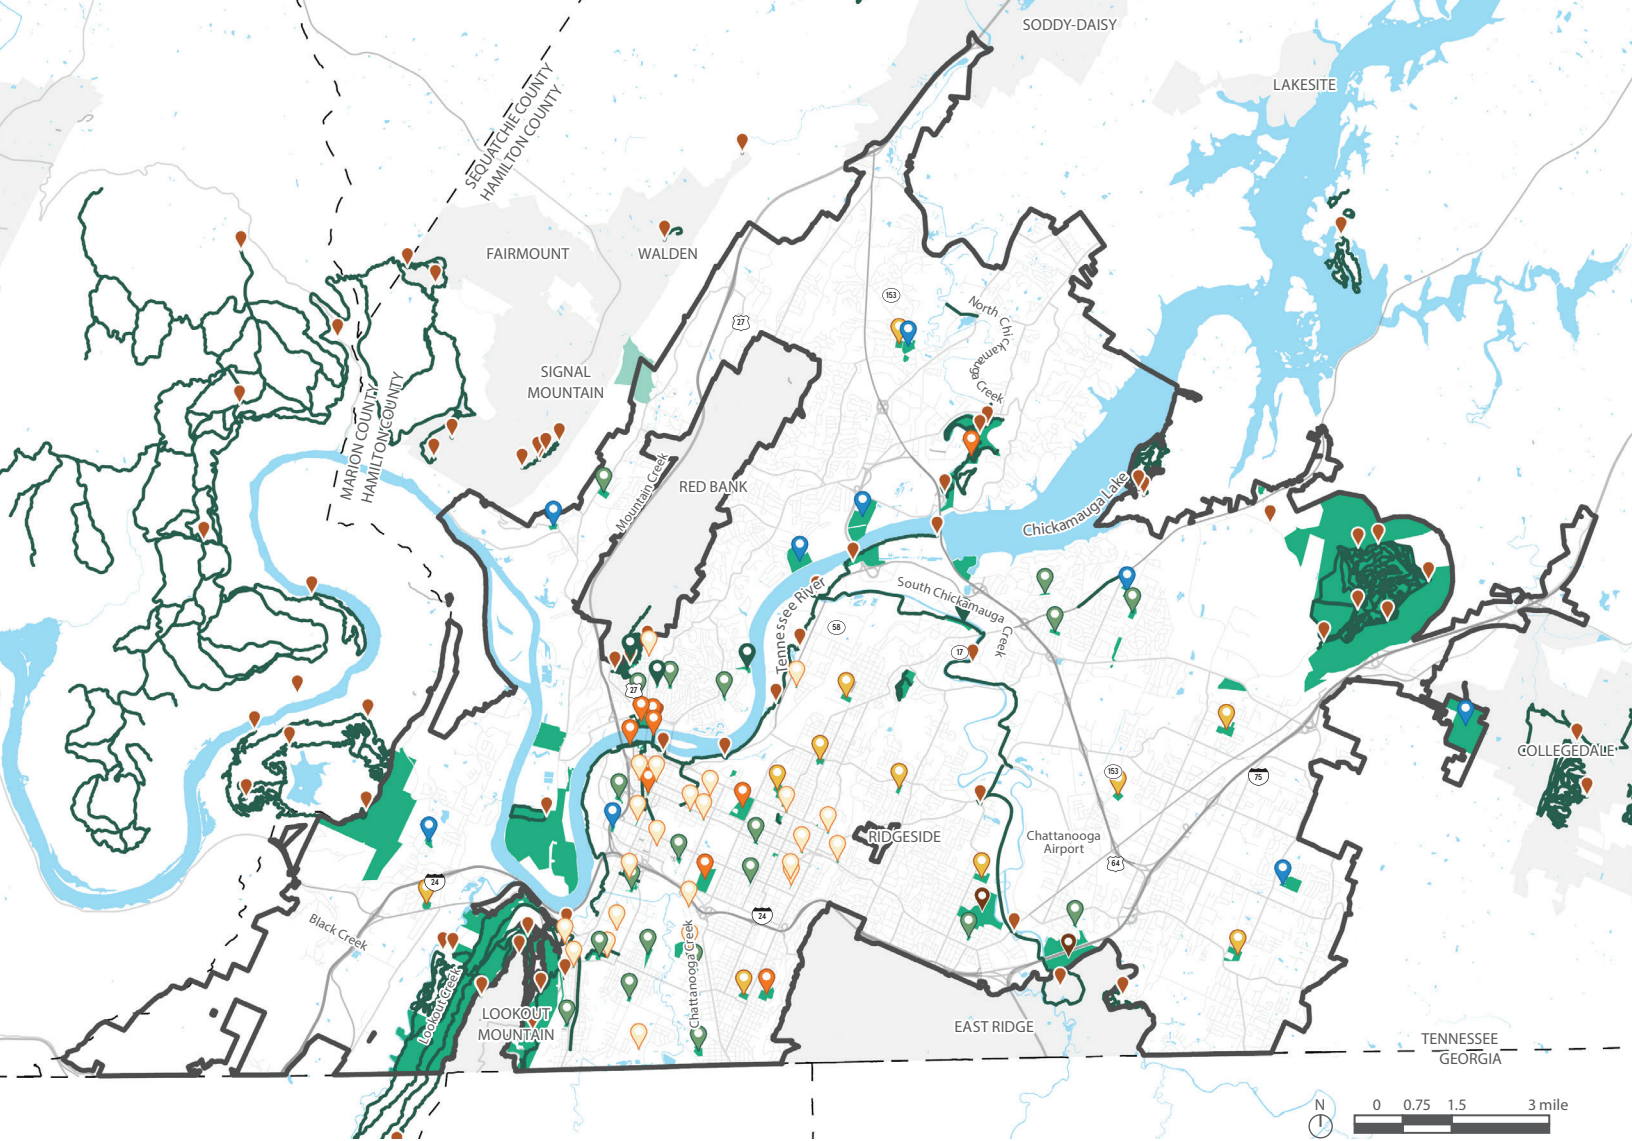 SODDY-DAISY
LAKESITE
SEQUATCHIE COUNTY
HAMILTON COUNTY
FAIRMOUNT
WALDEN
153
North Chickamauga Creek
27
SIGNAL
MOUNTAIN
MARION COUNTY
HAMILTON COUNTY
Mountain Creek
RED BANK
Chickamauga Lake
Tennessee River
South Chickamauga Creek
58
17
27
COLLEGEDALE
153
75
RIDGESIDE
Chattanooga
Airport
64
24
24
Black Creek
Lookout Creek
Chattanooga Creek
LOOKOUT
MOUNTAIN
EAST RIDGE
TENNESSEE
GEORGIA
N
0 0.75 1.5 3 mile